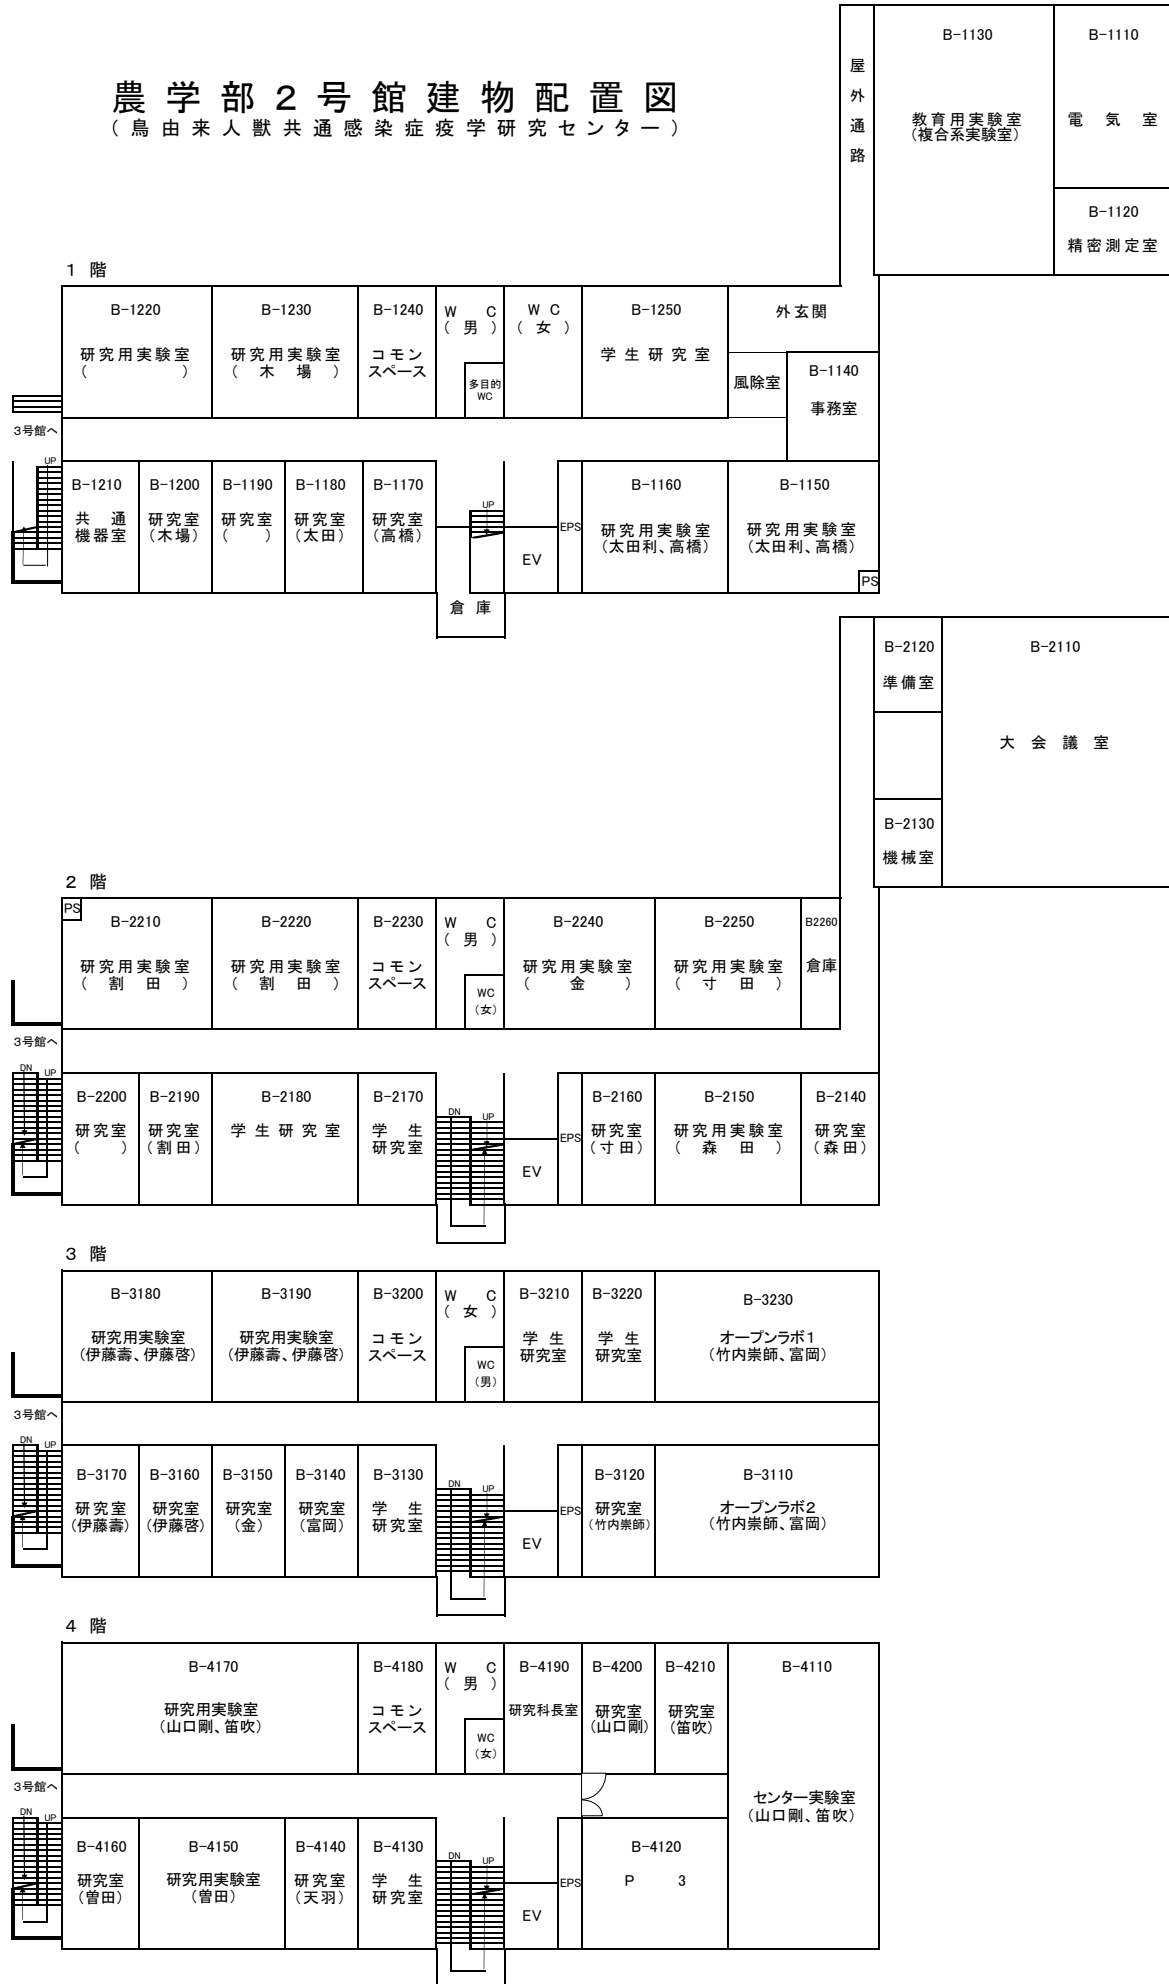 農学部２号館建物配置図
（鳥由来人獣共通感染症疫学研究センター）
B-1130
教育用実験室
（複合系実験室）
B-1110
電気室
屋外通路
B-1120
精密測定室
１階
B-1220
研究用実験室
（　　　　）
B-1230
研究用実験室
（木場）
B-1240
コモン
スペース
W C
（男）
多目的
WC
W C
（女）
B-1250
学生研究室
外玄関
風除室
B-1140
事務室
3号館へ
UP
B-1210
共通
機器室
B-1200
研究室
（木場）
B-1190
研究室
（　　）
B-1180
研究室
（太田）
B-1170
研究室
（高橋）
UP
倉庫
EV
EPS
B-1160
研究用実験室
（太田利、高橋）
B-1150
研究用実験室
（太田利、高橋）
PS
B-2120
準備室
B-2110
大会議室
B-2130
機械室
２階
PS
B-2210
研究用実験室
（割田）
B-2220
研究用実験室
（割田）
B-2230
コモン
スペース
W C
（男）
WC
（女）
B-2240
研究用実験室
（金）
B-2250
研究用実験室
（寸田）
B2260
倉庫
3号館へ
DN
UP
B-2200
研究室
（　　）
B-2190
研究室
（割田）
B-2180
学生研究室
B-2170
学生
研究室
DN
UP
EV
EPS
B-2160
研究室
（寸田）
B-2150
研究用実験室
（森田）
B-2140
研究室
（森田）
３階
B-3180
研究用実験室
（伊藤壽、伊藤啓）
B-3190
研究用実験室
（伊藤壽、伊藤啓）
B-3200
コモン
スペース
W C
（女）
WC
（男）
B-3210
学生
研究室
B-3220
学生
研究室
B-3230
オープンラボ1
（竹内崇師、富岡）
3号館へ
DN
UP
B-3170
研究室
（伊藤壽）
B-3160
研究室
（伊藤啓）
B-3150
研究室
（金）
B-3140
研究室
（富岡）
B-3130
学生
研究室
DN
UP
EV
EPS
B-3120
研究室
（竹内崇師）
B-3110
オープンラボ2
（竹内崇師、富岡）
４階
B-4170
研究用実験室
（山口剛、笛吹）
B-4180
コモン
スペース
W C
（男）
WC
（女）
B-4190
研究科長室
B-4200
研究室
（山口剛）
B-4210
研究室
（笛吹）
B-4110
センター実験室
（山口剛、笛吹）
3号館へ
DN
UP
B-4160
研究室
（曽田）
B-4150
研究用実験室
（曽田）
B-4140
研究室
（天羽）
B-4130
学生
研究室
DN
UP
EV
EPS
B-4120
P 3